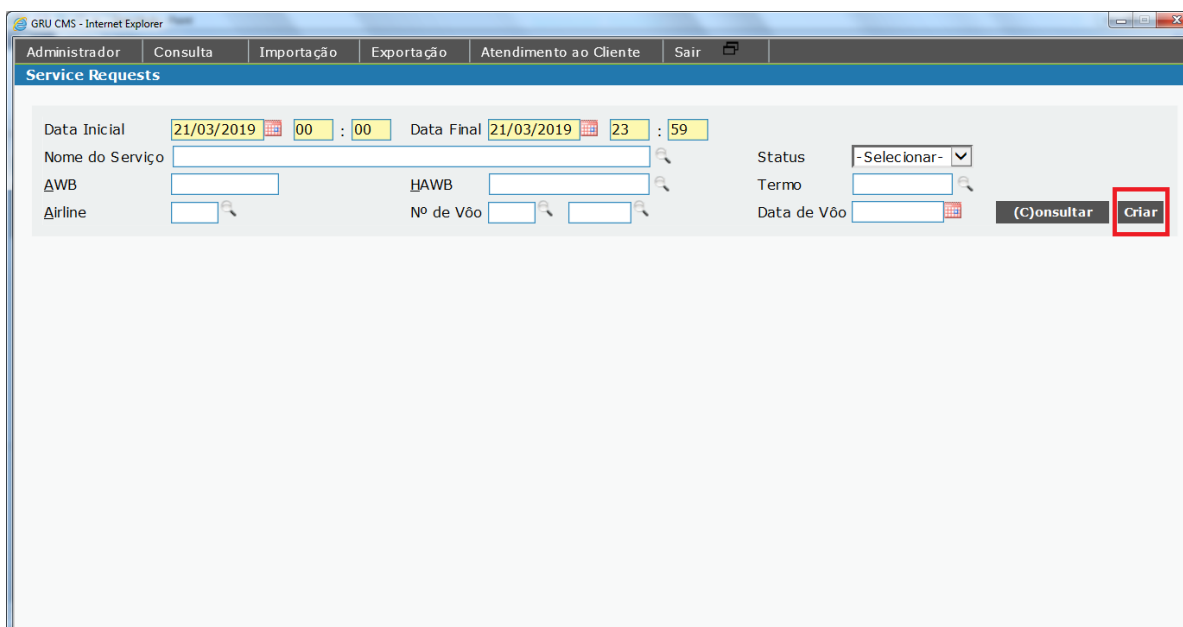 GRU CMS - Internet Explorer
Administrador Consulta Importação Exportação Atendimento ao Cliente Sair
Service Requests
Data Inicial 21/03/2019 00 : 00 Data Final 21/03/2019 23 : 59
Nome do Serviço Status -Selecionar-
AWB HAWB Termo
Airline Nº de Vôo Data de Vôo (C)onsultar Criar